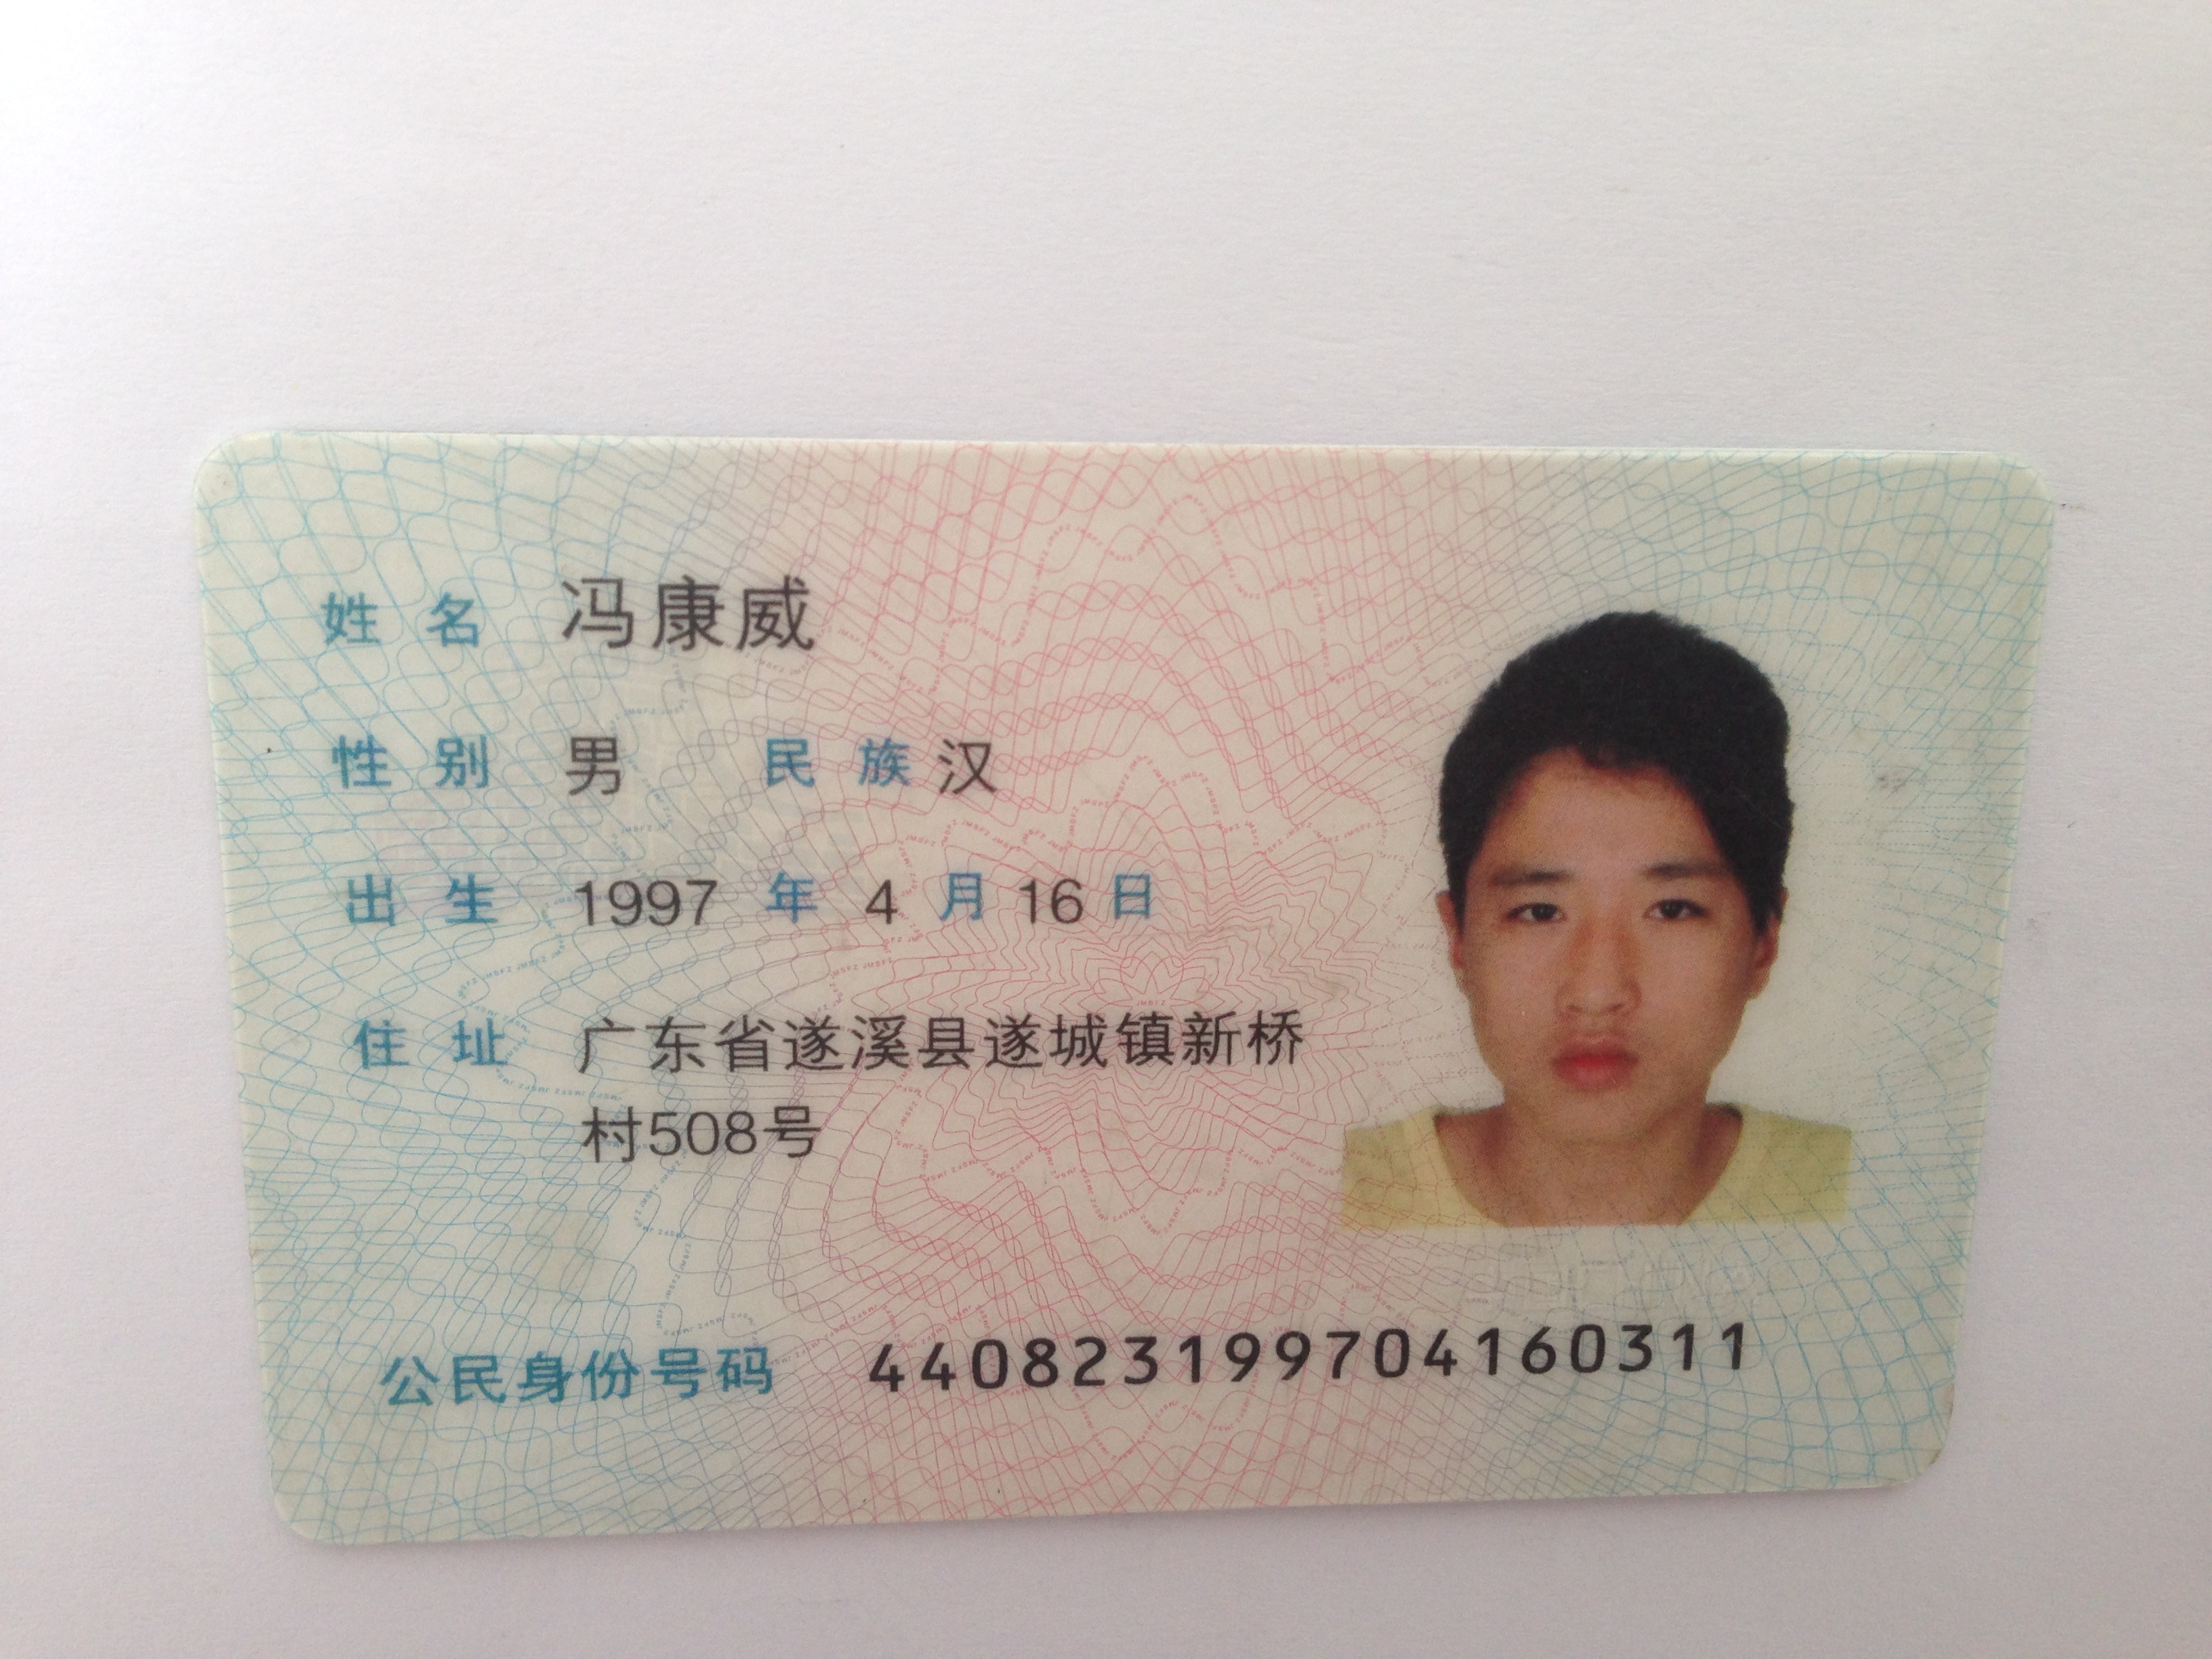 姓名 冯康威
性别 男 民族 汉
出生 1997 年 4 月 16 日
住址 广东省遂溪县遂城镇新桥
村508号
公民身份号码 440823199704160311